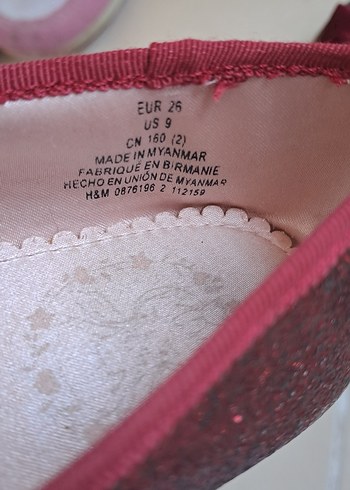 EUR 26
US 9
CN 160 (2)
MADE IN MYANMAR
FABRIQUÉ EN BIRMANIE
HECHO EN UNIÓN DE MYANMAR
H&M 0876196 2 112159